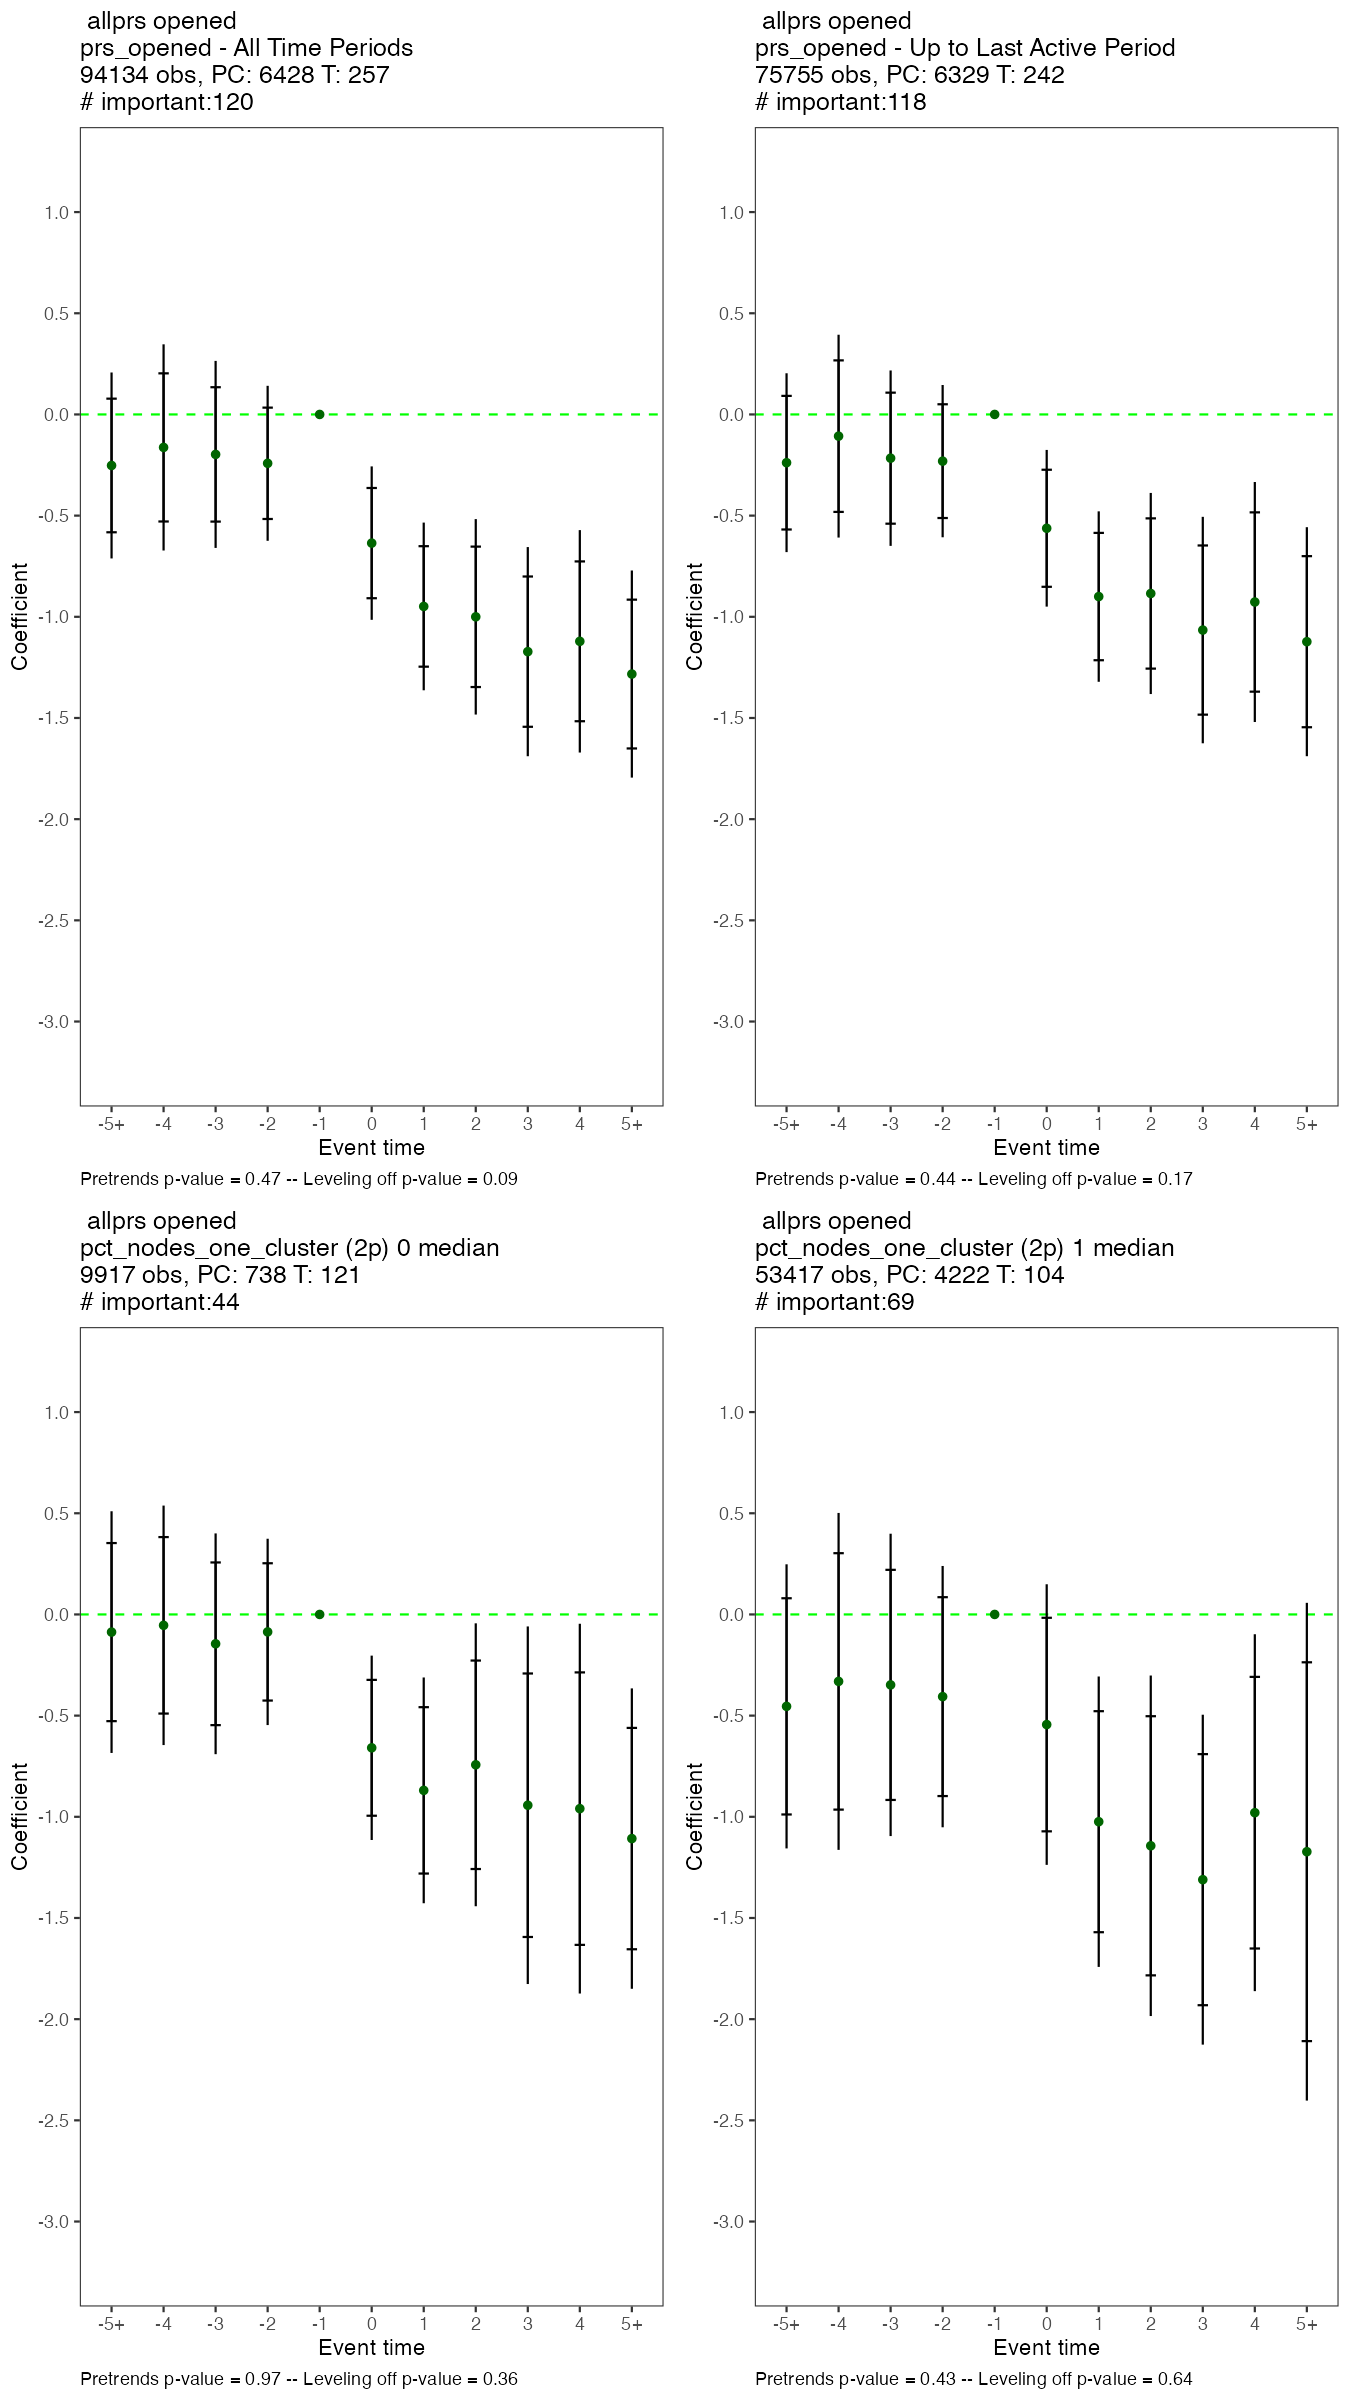 allprs opened
prs_opened - All Time Periods
94134 obs, PC: 6428 T: 257
# important:120
1.0
0.5
0.0
-0.5
-1.0
-1.5
-2.0
-2.5
-3.0
Coefficient
-5+ -4 -3 -2 -1 0 1 2 3 4 5+
Event time
Pretrends p-value = 0.47 -- Leveling off p-value = 0.09
allprs opened
prs_opened - Up to Last Active Period
75755 obs, PC: 6329 T: 242
# important:118
1.0
0.5
0.0
-0.5
-1.0
-1.5
-2.0
-2.5
-3.0
Coefficient
-5+ -4 -3 -2 -1 0 1 2 3 4 5+
Event time
Pretrends p-value = 0.44 -- Leveling off p-value = 0.17
allprs opened
pct_nodes_one_cluster (2p) 0 median
9917 obs, PC: 738 T: 121
# important:44
1.0
0.5
0.0
-0.5
-1.0
-1.5
-2.0
-2.5
-3.0
Coefficient
-5+ -4 -3 -2 -1 0 1 2 3 4 5+
Event time
Pretrends p-value = 0.97 -- Leveling off p-value = 0.36
allprs opened
pct_nodes_one_cluster (2p) 1 median
53417 obs, PC: 4222 T: 104
# important:69
1.0
0.5
0.0
-0.5
-1.0
-1.5
-2.0
-2.5
-3.0
Coefficient
-5+ -4 -3 -2 -1 0 1 2 3 4 5+
Event time
Pretrends p-value = 0.43 -- Leveling off p-value = 0.64